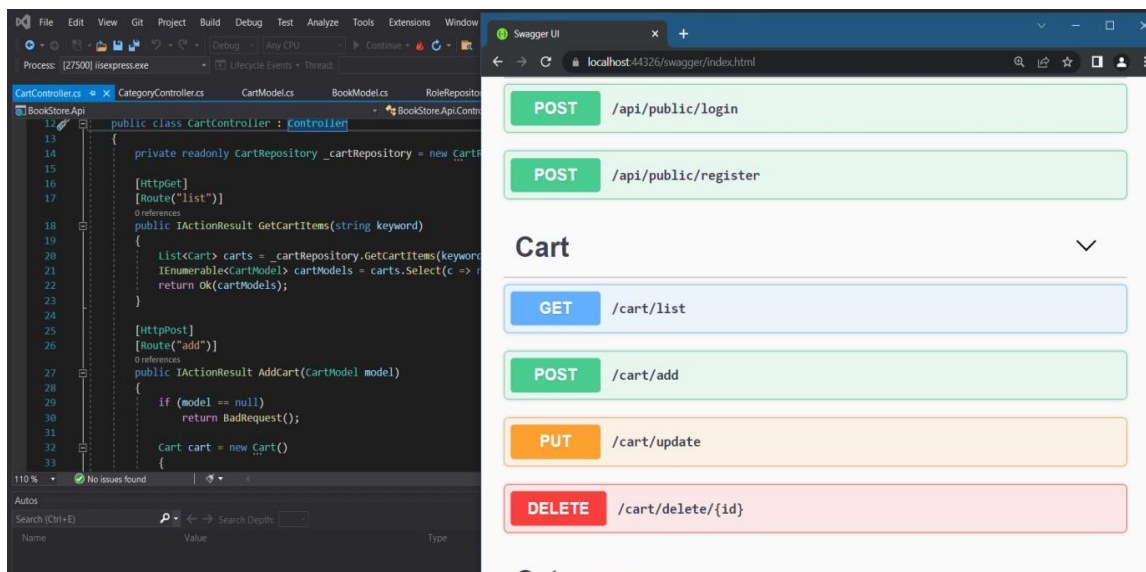 File Edit View Git Project Build Debug Test Analyze Tools Extensions Window
Debug Any CPU Continue
Process: [27500] iisexpress.exe Lifecycle Events Thread:
CartController.cs CategoryController.cs CartModel.cs BookModel.cs RoleReposito
BookStore.Api BookStore.Api.Contro
12 public class CartController : Controller
13 {
14 private readonly CartRepository _cartRepository = new CartR
15
16 [HttpGet]
17 [Route("list")]
0 references
18 public IActionResult GetCartItems(string keyword)
19 {
20 List<Cart> carts = _cartRepository.GetCartItems(keyword
21 IEnumerable<CartModel> cartModels = carts.Select(c =>
22 return Ok(cartModels);
23 }
24
25 [HttpPost]
26 [Route("add")]
0 references
27 public IActionResult AddCart(CartModel model)
28 {
29 if (model == null)
30 return BadRequest();
31
32 Cart cart = new Cart()
33 {
110 % No issues found
Autos
Search (Ctrl+E) Search Depth:
Name Value Type
Swagger UI
localhost:44326/swagger/index.html
POST /api/public/login
POST /api/public/register
Cart
GET /cart/list
POST /cart/add
PUT /cart/update
DELETE /cart/delete/{id}